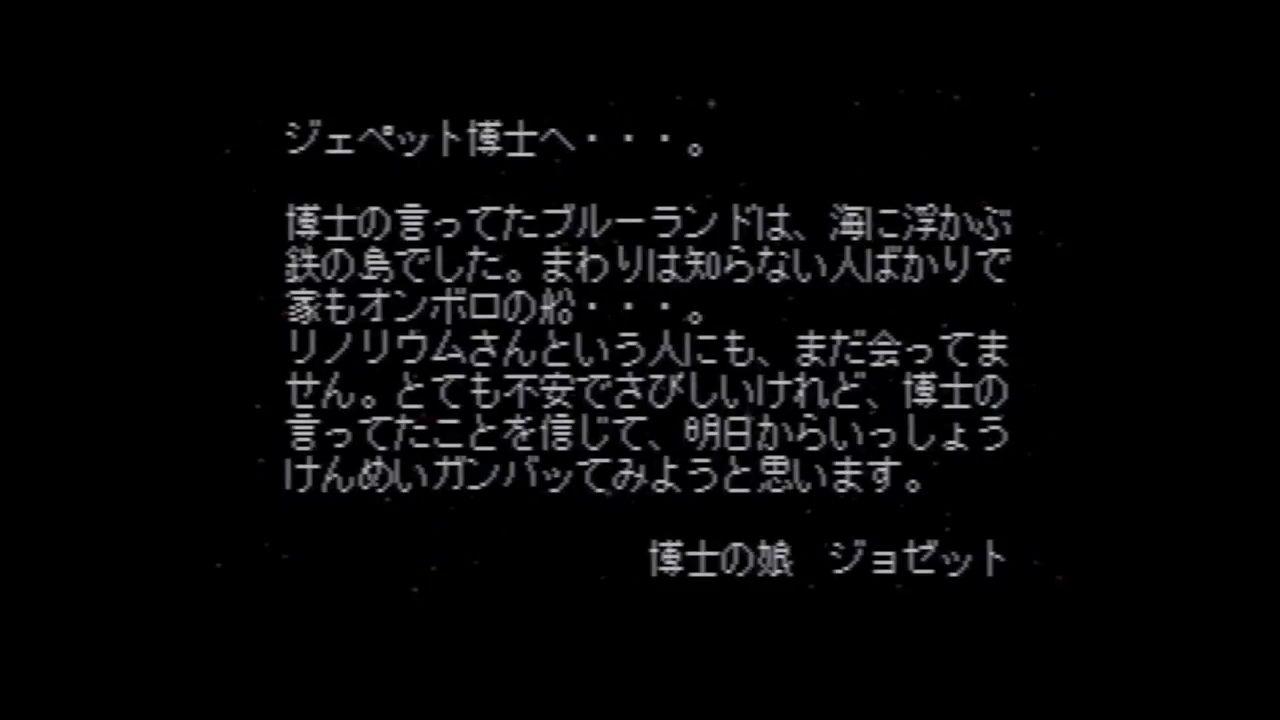 ジェペット博士へ・・・。
博士の言ってたブルーランドは、海に浮かぶ
鉄の島でした。まわりは知らない人ばかりで
家もオンボロの船・・・。
リノリウムさんという人にも、まだ会ってま
せん。とても不安でさびしいけれど、博士の
言ってたことを信じて、明日からいっしょう
けんめいガンバッてみようと思います。
博士の娘　ジョゼット